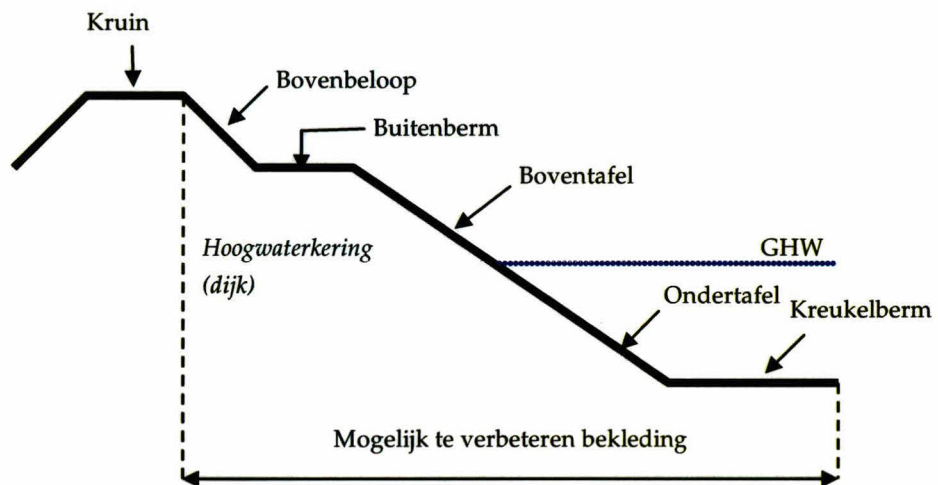 Kruin
Bovenbeloop
Buitenberm
Boventafel
Hoogwaterkering
(dijk)
GHW
Ondertafel
Kreukelberm
Mogelijk te verbeteren bekleding